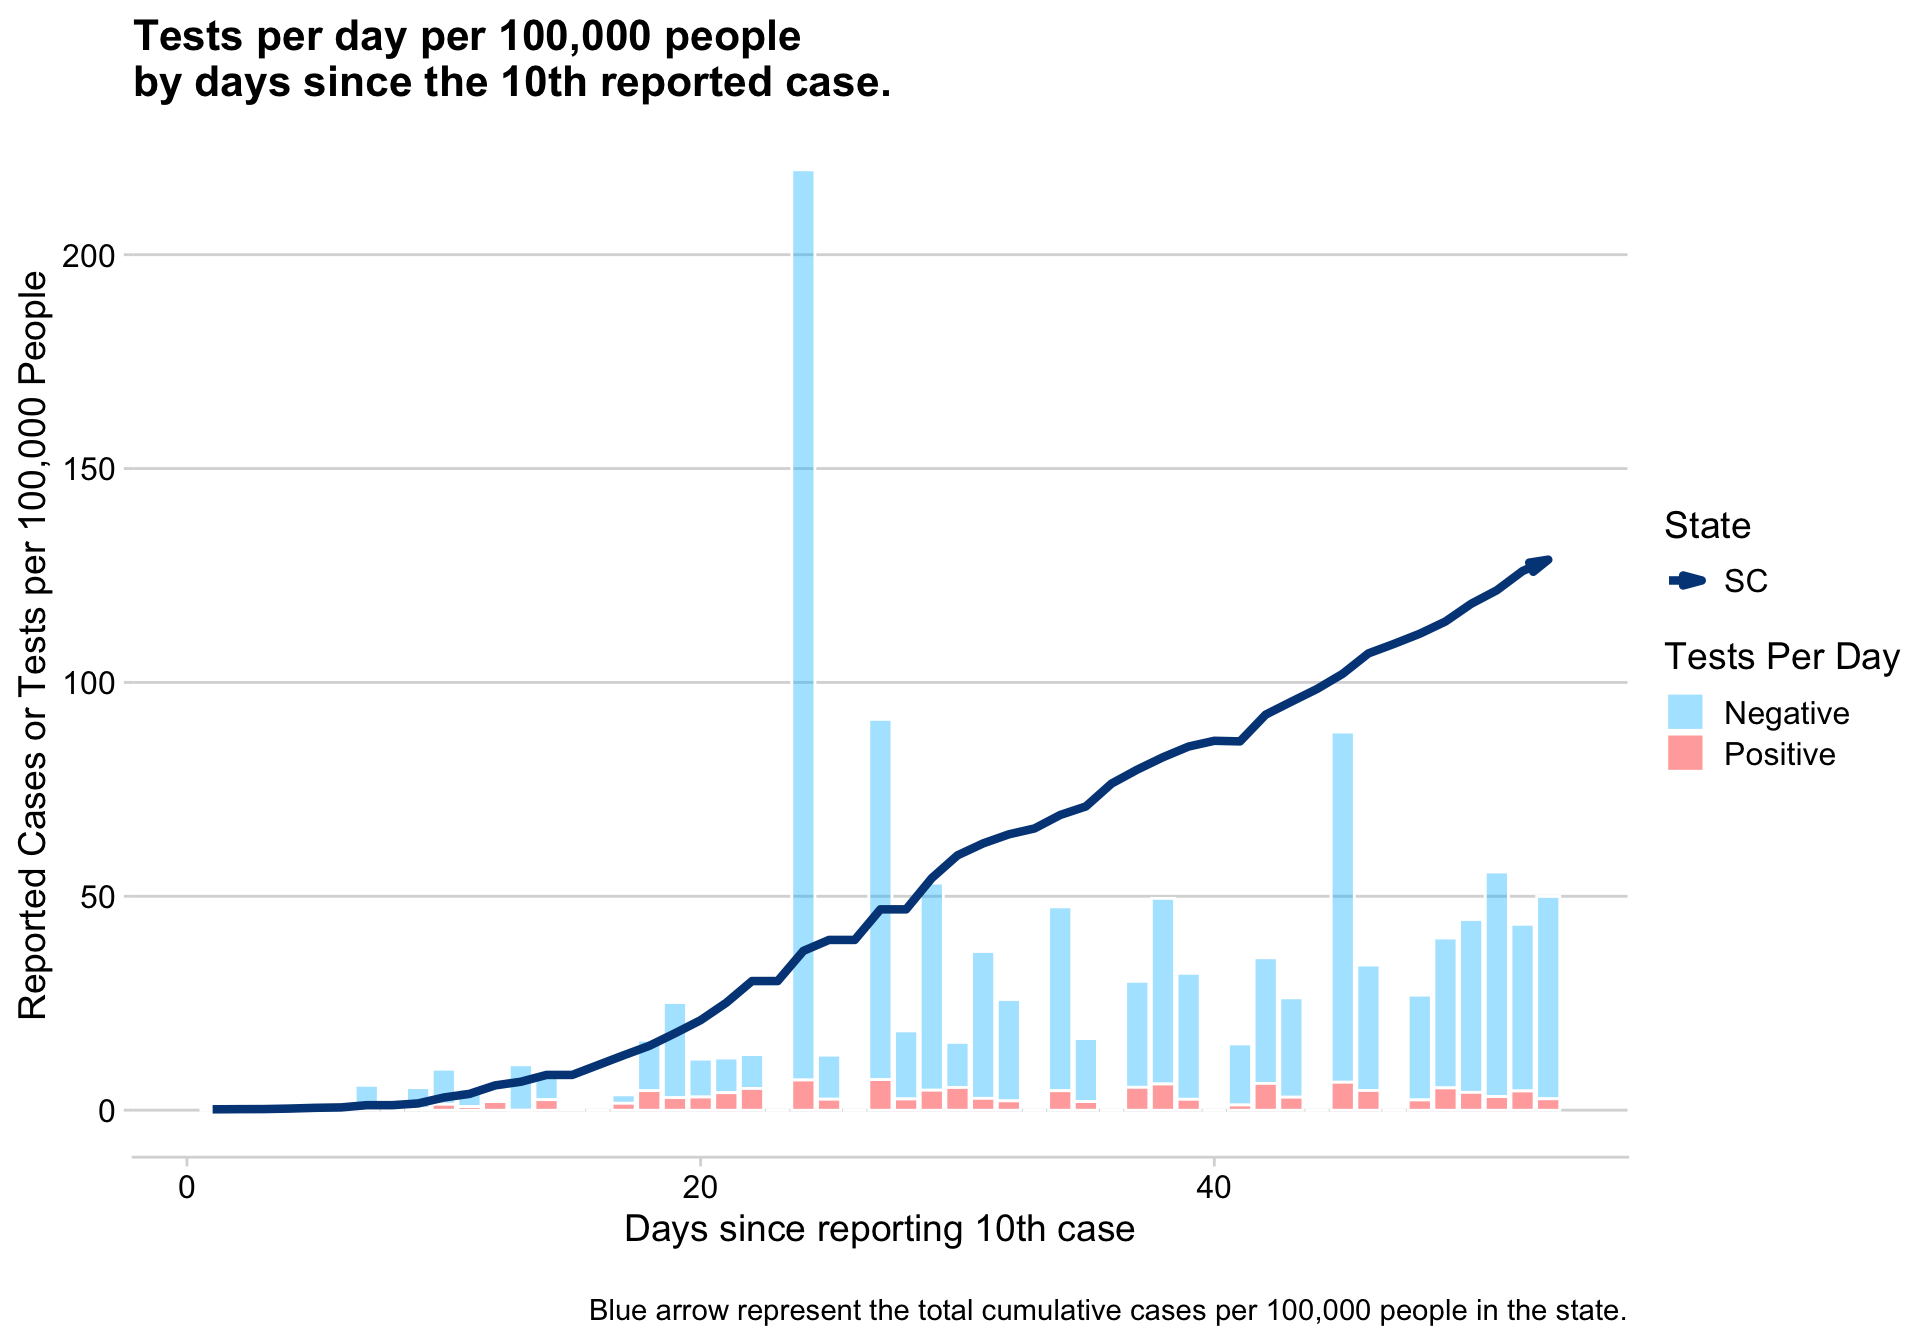 Tests per day per 100,000 people
by days since the 10th reported case.
Reported Cases or Tests per 100,000 People
200
150
100
50
0
0
20
40
Days since reporting 10th case
State
SC
Tests Per Day
Negative
Positive
Blue arrow represent the total cumulative cases per 100,000 people in the state.